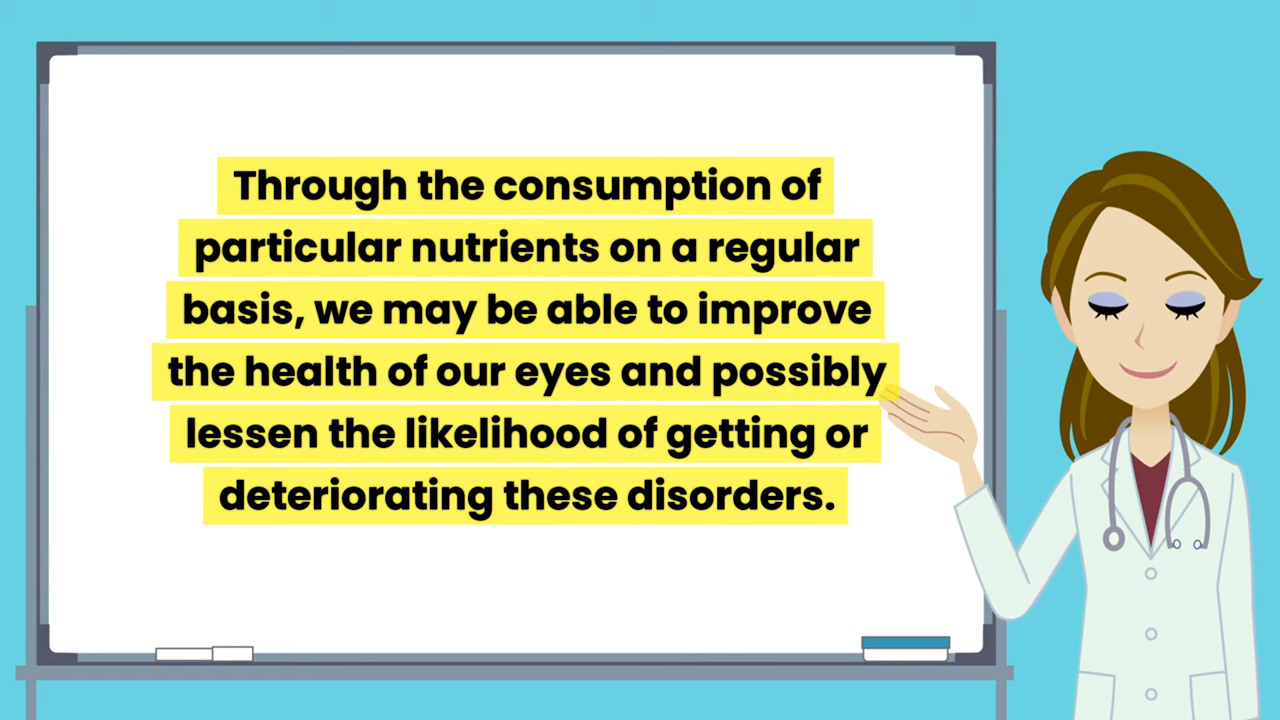 Through the consumption of
particular nutrients on a regular
basis, we may be able to improve
the health of our eyes and possibly
lessen the likelihood of getting or
deteriorating these disorders.